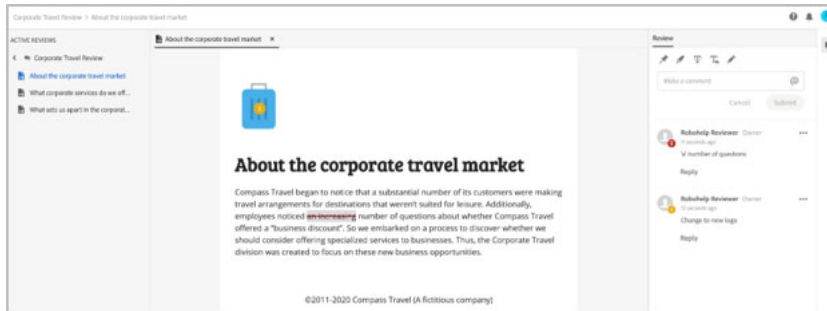 Corporate Travel Review > About the corporate travel market
ACTIVE REVIEWS
Corporate Travel Review
About the corporate travel market
What corporate services do we off...
What sets us apart in the corporat...
About the corporate travel market
About the corporate travel market
Compass Travel began to notice that a substantial number of its customers were making
travel arrangements for destinations that weren't suited for leisure. Additionally,
employees noticed an increasing number of questions about whether Compass Travel
offered a "business discount". So we embarked on a process to discover whether we
should consider offering specialized services to businesses. Thus, the Corporate Travel
division was created to focus on these new business opportunities.
©2011-2020 Compass Travel (A fictitious company)
Review
Make a comment
Cancel Submit
Robohelp Reviewer Owner
seconds ago
number of questions
Reply
Robohelp Reviewer Owner
seconds ago
Change to new logo
Reply